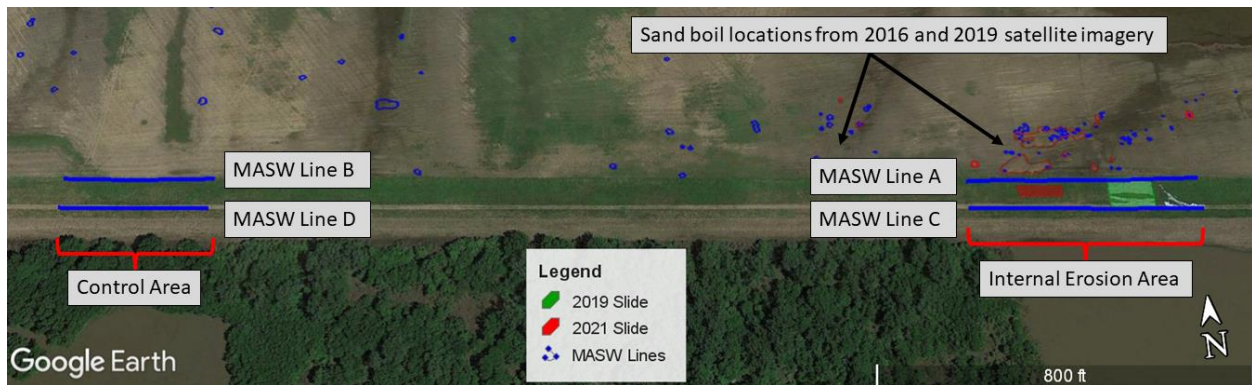 Sand boil locations from 2016 and 2019 satellite imagery
MASW Line B
MASW Line A
MASW Line D
MASW Line C
Control Area
Internal Erosion Area
Legend
2019 Slide
2021 Slide
MASW Lines
N
Google Earth
800 ft